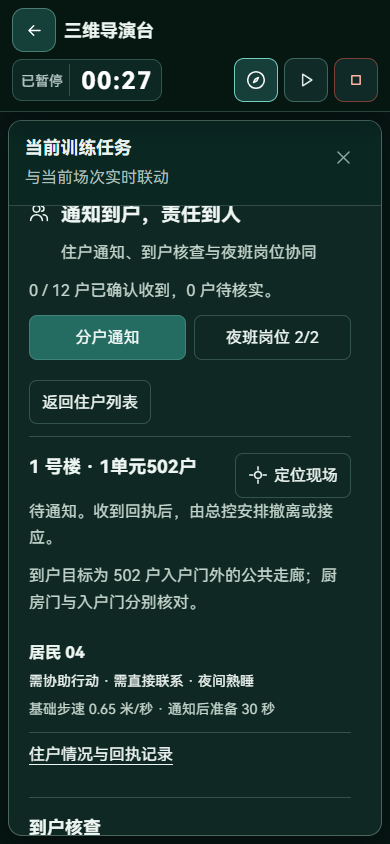 三维导演台
已暂停 00:27
当前训练任务
与当前场次实时联动
通知到户，责任到人
住户通知、到户核查与夜班岗位协同
0 / 12 户已确认收到，0 户待核实。
分户通知
夜班岗位 2/2
返回住户列表
1 号楼 · 1单元502户
定位现场
待通知。收到回执后，由总控安排撤离或接
应。
到户目标为 502 户入户门外的公共走廊；厨
房门与入户门分别核对。
居民 04
需协助行动 · 需直接联系 · 夜间熟睡
基础步速 0.65 米/秒 · 通知后准备 30 秒
住户情况与回执记录
到户核查